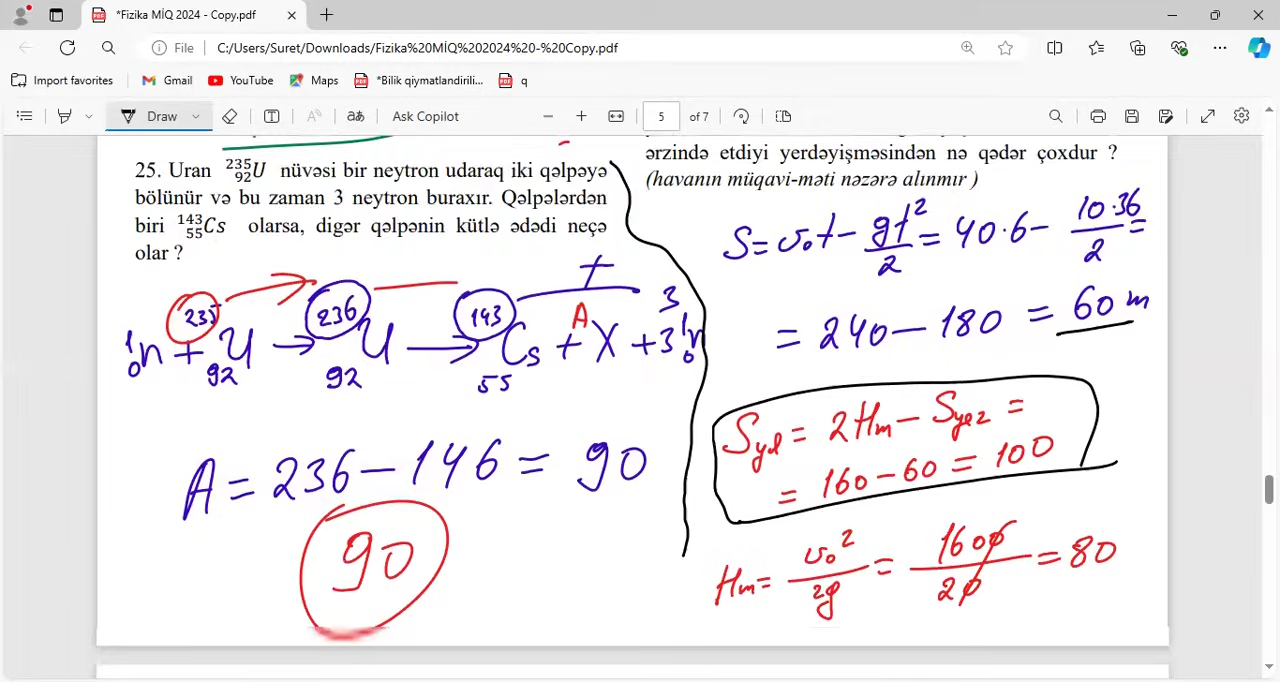 *Fizika MİQ 2024 - Copy.pdf
File C:/Users/Suret/Downloads/Fizika%20MİQ%202024%20-%20Copy.pdf
Import favorites Gmail YouTube Maps *Bilik qiymatlandirili... q
Draw aあ Ask Copilot 5 of 7
25. Uran ²³⁵₉₂U nüvəsi bir neytron udaraq iki qəlpəyə
bölünür və bu zaman 3 neytron buraxır. Qəlpələrdən
biri ¹⁴³₅₅Cs olarsa, digər qəlpənin kütlə ədədi neçə
olar ?
¹₀n + ²³⁵₉₂U → ²³⁶₉₂U → ¹⁴³₅₅Cs + ᴬX + 3¹₀n
+ 3
A = 236 – 146 = 90
90
ərzində etdiyi yerdəyişməsindən nə qədər çoxdur ?
(havanın müqavi-məti nəzərə alınmır )
S = υ₀t – gt²/2 = 40·6 – 10·36/2 =
= 240 – 180 = 60 m
Syol = 2Hm – Syer =
= 160 – 60 = 100
Hm = υ₀²/2g = 1600/20 = 80